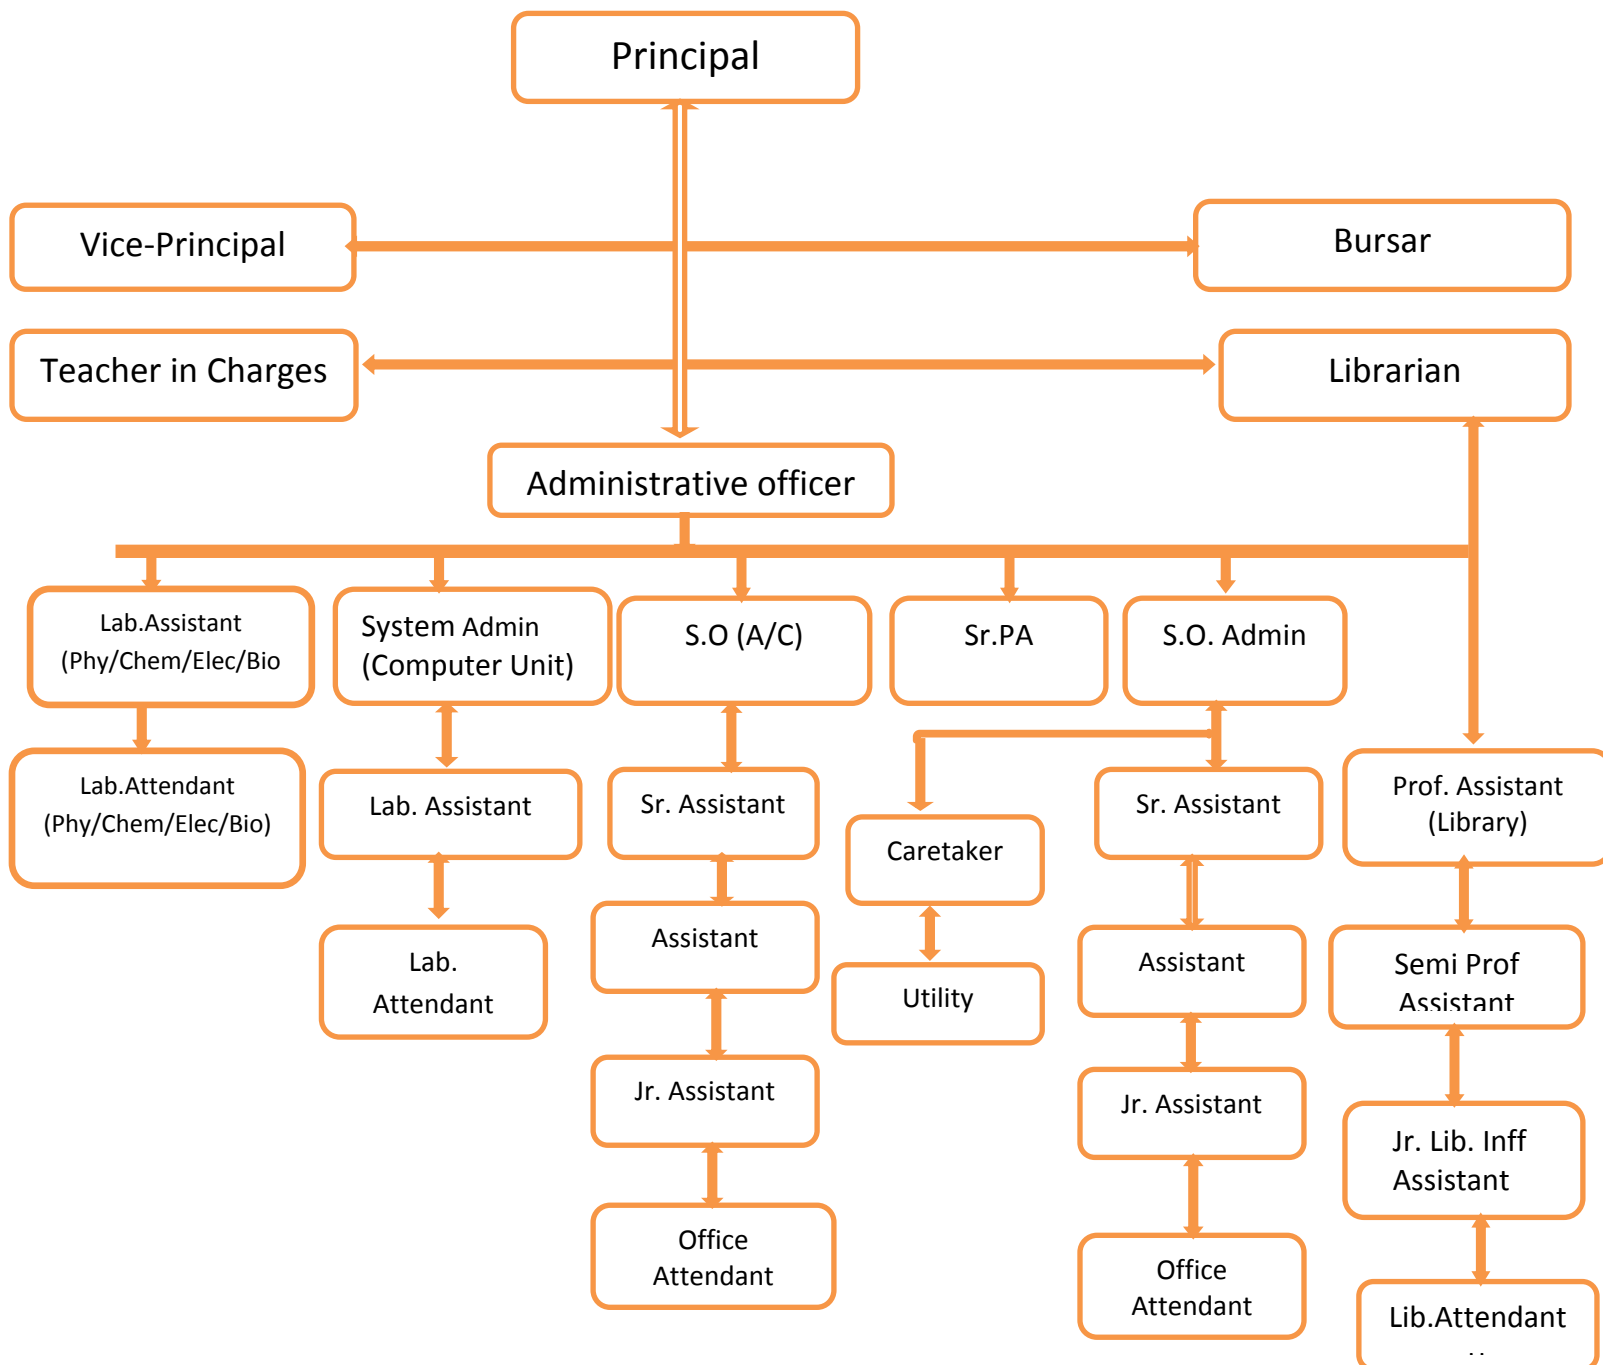 Principal
Vice-Principal
Bursar
Teacher in Charges
Librarian
Administrative officer
Lab.Assistant
(Phy/Chem/Elec/Bio
System Admin
(Computer Unit)
S.O (A/C)
Sr.PA
S.O. Admin
Lab.Attendant
(Phy/Chem/Elec/Bio)
Lab. Assistant
Sr. Assistant
Caretaker
Sr. Assistant
Prof. Assistant
(Library)
Lab.
Attendant
Assistant
Utility
Assistant
Semi Prof
Assistant
Jr. Assistant
Jr. Assistant
Jr. Lib. Inff
Assistant
Office
Attendant
Office
Attendant
Lib.Attendant